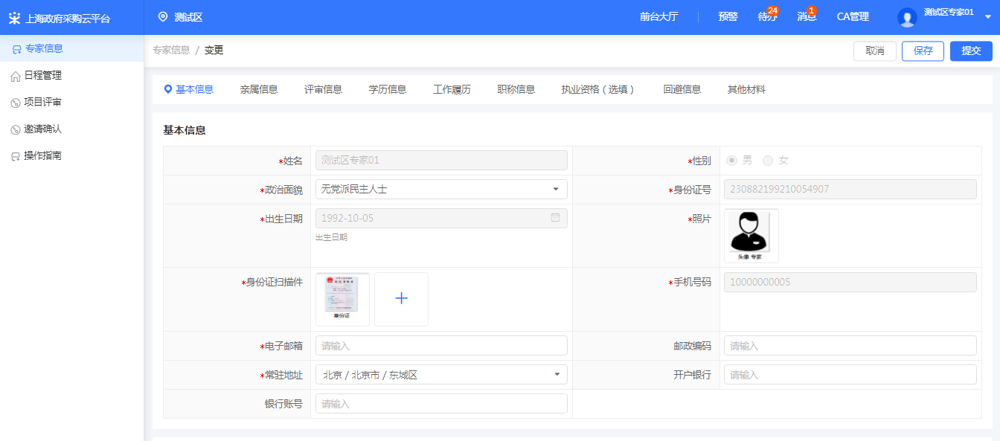 上海政府采购云平台
测试区
前台大厅
预警
待办
24
消息
1
CA管理
测试区专家01
专家信息
日程管理
项目评审
邀请确认
操作指南
专家信息 / 变更
取消
保存
提交
基本信息
亲属信息
评审信息
学历信息
工作履历
职称信息
执业资格（选填）
回避信息
其他材料
基本信息
*姓名
测试区专家01
*性别
男
女
*政治面貌
无党派民主人士
*身份证号
230882199210054907
*出生日期
1992-10-05
出生日期
*照片
头像 专家
*身份证扫描件
身份证
*手机号码
10000000005
*电子邮箱
请输入
邮政编码
请输入
*常驻地址
北京 / 北京市 / 东城区
开户银行
请输入
银行账号
请输入